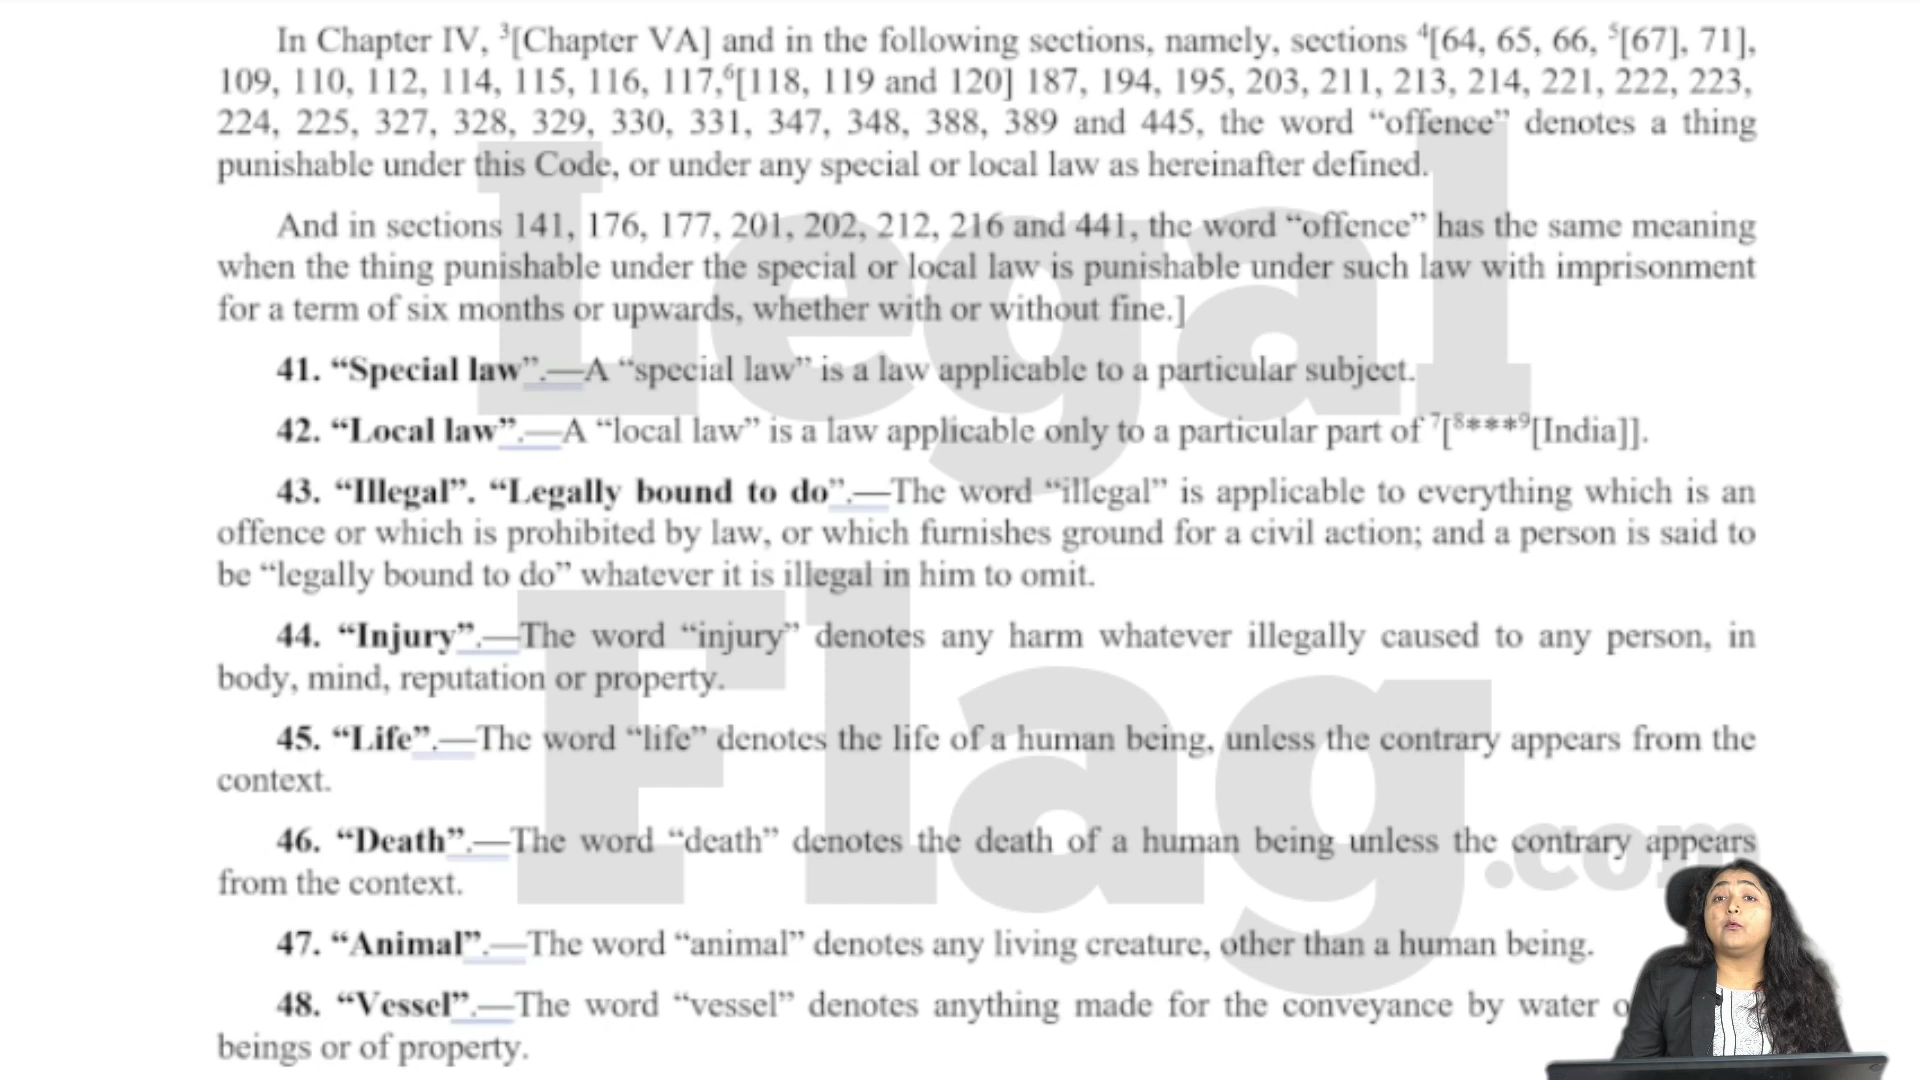 In Chapter IV, ³[Chapter VA] and in the following sections, namely, sections ⁴[64, 65, 66, ⁵[67], 71],
109, 110, 112, 114, 115, 116, 117,⁶[118, 119 and 120] 187, 194, 195, 203, 211, 213, 214, 221, 222, 223,
224, 225, 327, 328, 329, 330, 331, 347, 348, 388, 389 and 445, the word “offence” denotes a thing
punishable under this Code, or under any special or local law as hereinafter defined.
And in sections 141, 176, 177, 201, 202, 212, 216 and 441, the word “offence” has the same meaning
when the thing punishable under the special or local law is punishable under such law with imprisonment
for a term of six months or upwards, whether with or without fine.]
41. “Special law”.—A “special law” is a law applicable to a particular subject.
42. “Local law”.—A “local law” is a law applicable only to a particular part of ⁷[⁸***⁹[India]].
43. “Illegal”. “Legally bound to do”.—The word “illegal” is applicable to everything which is an
offence or which is prohibited by law, or which furnishes ground for a civil action; and a person is said to
be “legally bound to do” whatever it is illegal in him to omit.
44. “Injury”.—The word “injury” denotes any harm whatever illegally caused to any person, in
body, mind, reputation or property.
45. “Life”.—The word “life” denotes the life of a human being, unless the contrary appears from the
context.
46. “Death”.—The word “death” denotes the death of a human being unless the contrary appears
from the context.
47. “Animal”.—The word “animal” denotes any living creature, other than a human being.
48. “Vessel”.—The word “vessel” denotes anything made for the conveyance by water
beings or of property.
Legal
Flag
.com